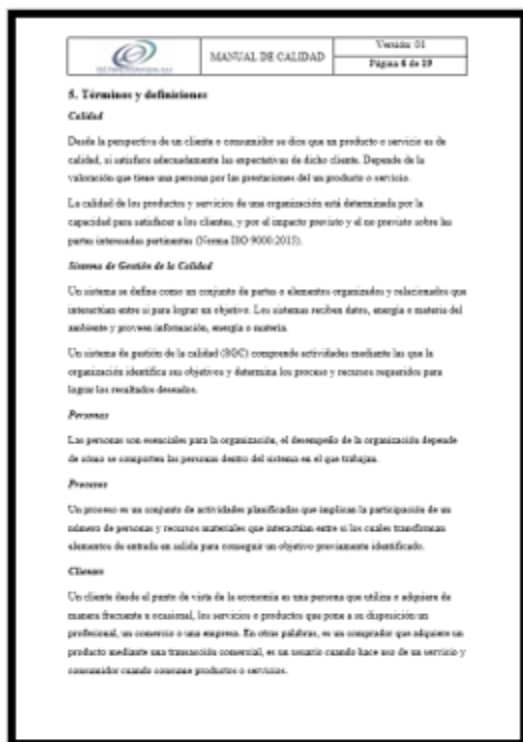 MANUAL DE CALIDAD
Versión: 01
Página 6 de 19
5. Términos y definiciones
Calidad
Desde la perspectiva de un cliente o consumidor se dice que un producto o servicio es de
calidad, si satisface adecuadamente las expectativas de dicho cliente. Depende de la
valoración que tiene una persona por las prestaciones del un producto o servicio.
La calidad de los productos y servicios de una organización está determinada por la
capacidad para satisfacer a los clientes, y por el impacto previsto y el no previsto sobre las
partes interesadas pertinentes (Norma ISO 9000:2015).
Sistema de Gestión de la Calidad
Un sistema se define como un conjunto de partes o elementos organizados y relacionados que
interactúan entre sí para lograr un objetivo. Los sistemas reciben datos, energía o materia del
ambiente y proveen información, energía o materia.
Un sistema de gestión de la calidad (SGC) comprende actividades mediante las que la
organización identifica sus objetivos y determina los proceso y recursos requeridos para
lograr los resultados deseados.
Personas
Las personas son esenciales para la organización, el desempeño de la organización depende
de cómo se comporten las personas dentro del sistema en el que trabajan.
Procesos
Un proceso es un conjunto de actividades planificadas que implican la participación de un
número de personas y recursos materiales que interactúan entre si los cuales transforman
elementos de entrada en salida para conseguir un objetivo previamente identificado.
Clientes
Un cliente desde el punto de vista de la economía es una persona que utiliza o adquiere de
manera frecuente u ocasional, los servicios o productos que pone a su disposición un
profesional, un comercio o una empresa. En otras palabras, es un comprador que adquiere un
producto mediante una transacción comercial, es un usuario cuando hace uso de un servicio y
consumidor cuando consume productos o servicios.